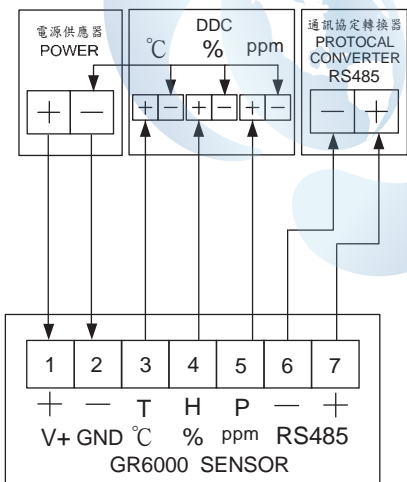 電源供應器
POWER
+ −
DDC
℃ % ppm
+ − + − + −
通訊協定轉換器
PROTOCAL
CONVERTER
RS485
− +
1 2 3 4 5 6 7
+ − T H P − +
V+ GND ℃ % ppm RS485
GR6000 SENSOR